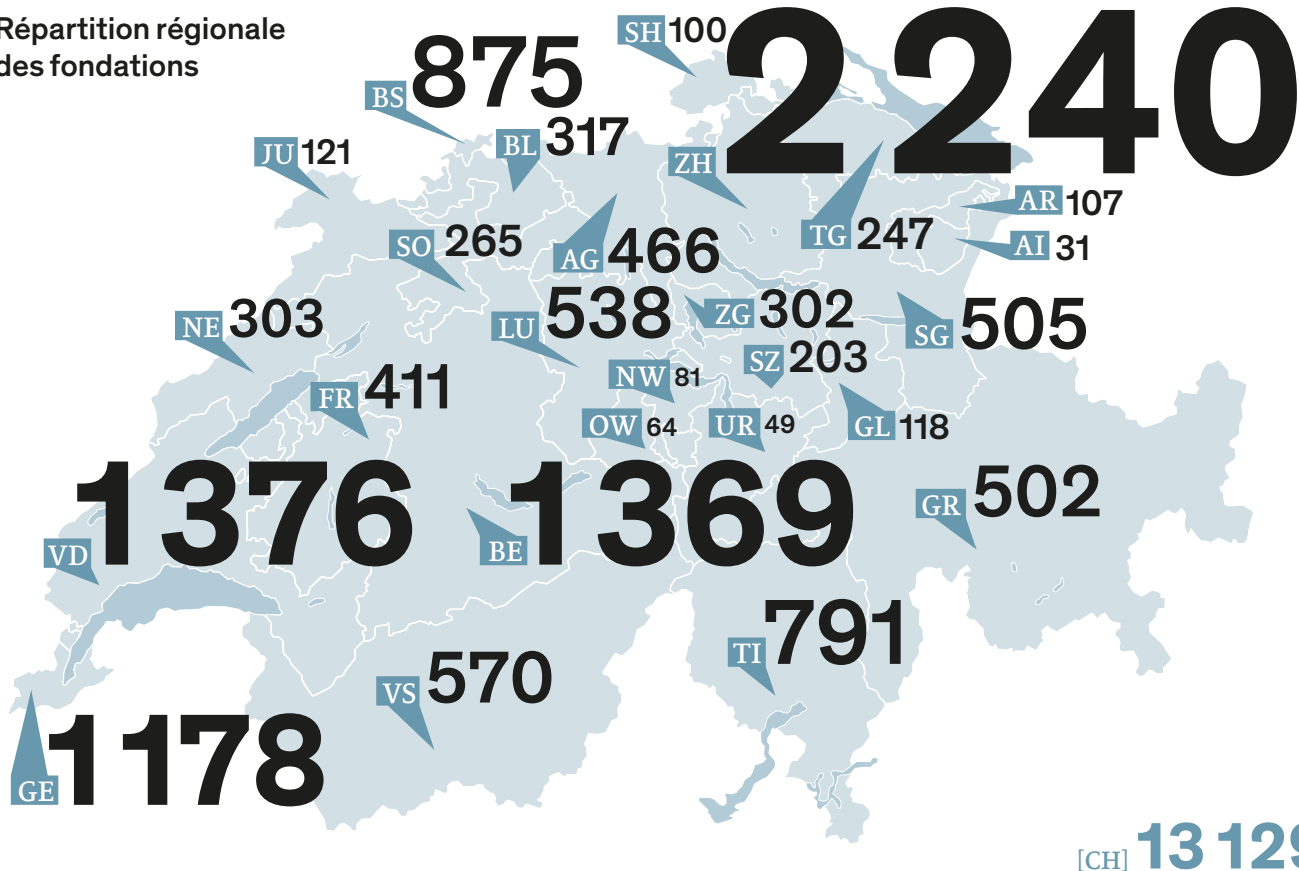 Répartition régionale
des fondations
SH 100
ZH 2240
BS 875
BL 317
JU 121
AR 107
TG 247
AI 31
SO 265
AG 466
NE 303
LU 538
ZG 302
SG 505
SZ 203
NW 81
FR 411
OW 64
UR 49
GL 118
VD 1376
BE 1369
GR 502
TI 791
VS 570
GE 1178
[CH] 13 129